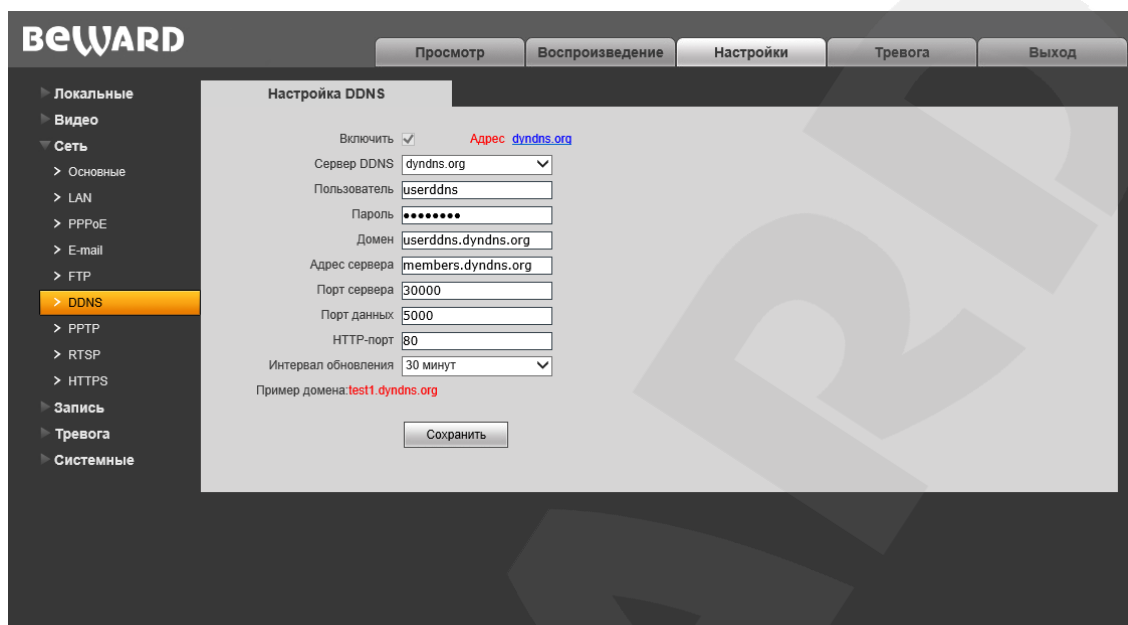 BEWARD
Просмотр Воспроизведение Настройки Тревога Выход
Локальные
Видео
Сеть
Основные
LAN
PPPoE
E-mail
FTP
DDNS
PPTP
RTSP
HTTPS
Запись
Тревога
Системные
Настройка DDNS
Включить Адрес dyndns.org
Сервер DDNS dyndns.org
Пользователь userddns
Пароль ••••••••
Домен userddns.dyndns.org
Адрес сервера members.dyndns.org
Порт сервера 30000
Порт данных 5000
HTTP-порт 80
Интервал обновления 30 минут
Пример домена:test1.dyndns.org
Сохранить